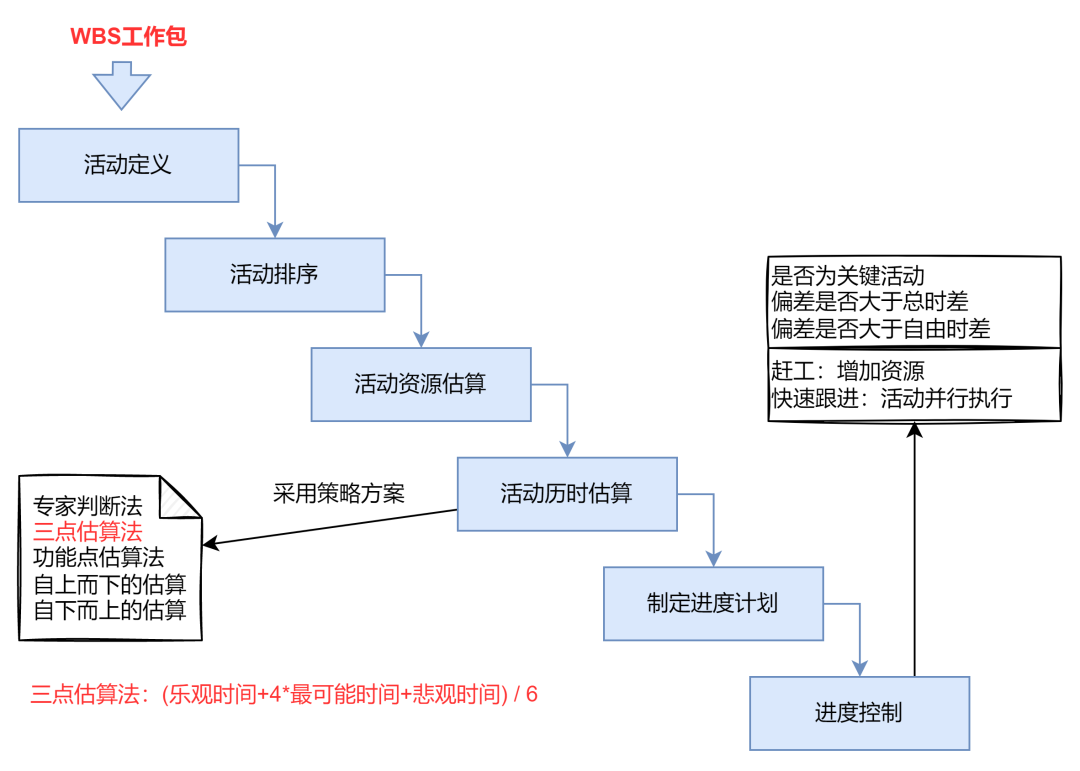 WBS工作包
活动定义
活动排序
活动资源估算
活动历时估算
制定进度计划
进度控制
采用策略方案
专家判断法
三点估算法
功能点估算法
自上而下的估算
自下而上的估算
三点估算法：(乐观时间+4*最可能时间+悲观时间) / 6
是否为关键活动
偏差是否大于总时差
偏差是否大于自由时差
赶工：增加资源
快速跟进：活动并行执行